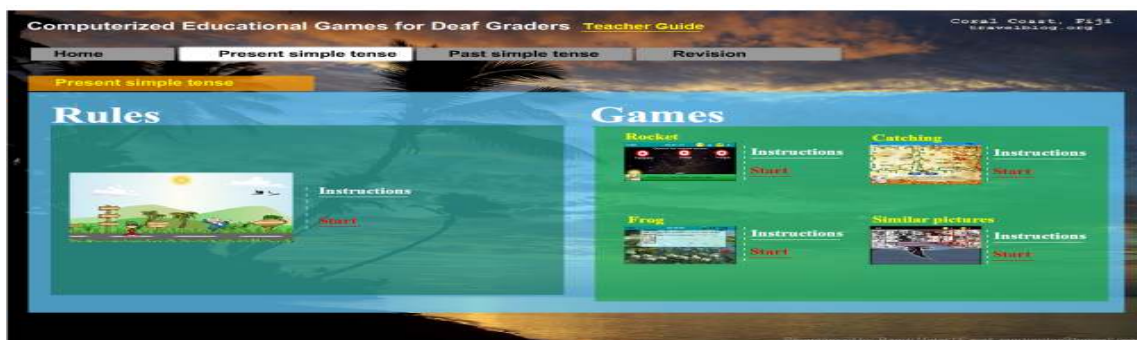 Computerized Educational Games for Deaf Graders Teacher Guide
Coral Coast, Fiji
travelblog.org
Home Present simple tense Past simple tense Revision
Present simple tense
Rules
Instructions
Start
Games
Rocket
Instructions
Start
Catching
Instructions
Start
Frog
Instructions
Start
Similar pictures
Instructions
Start